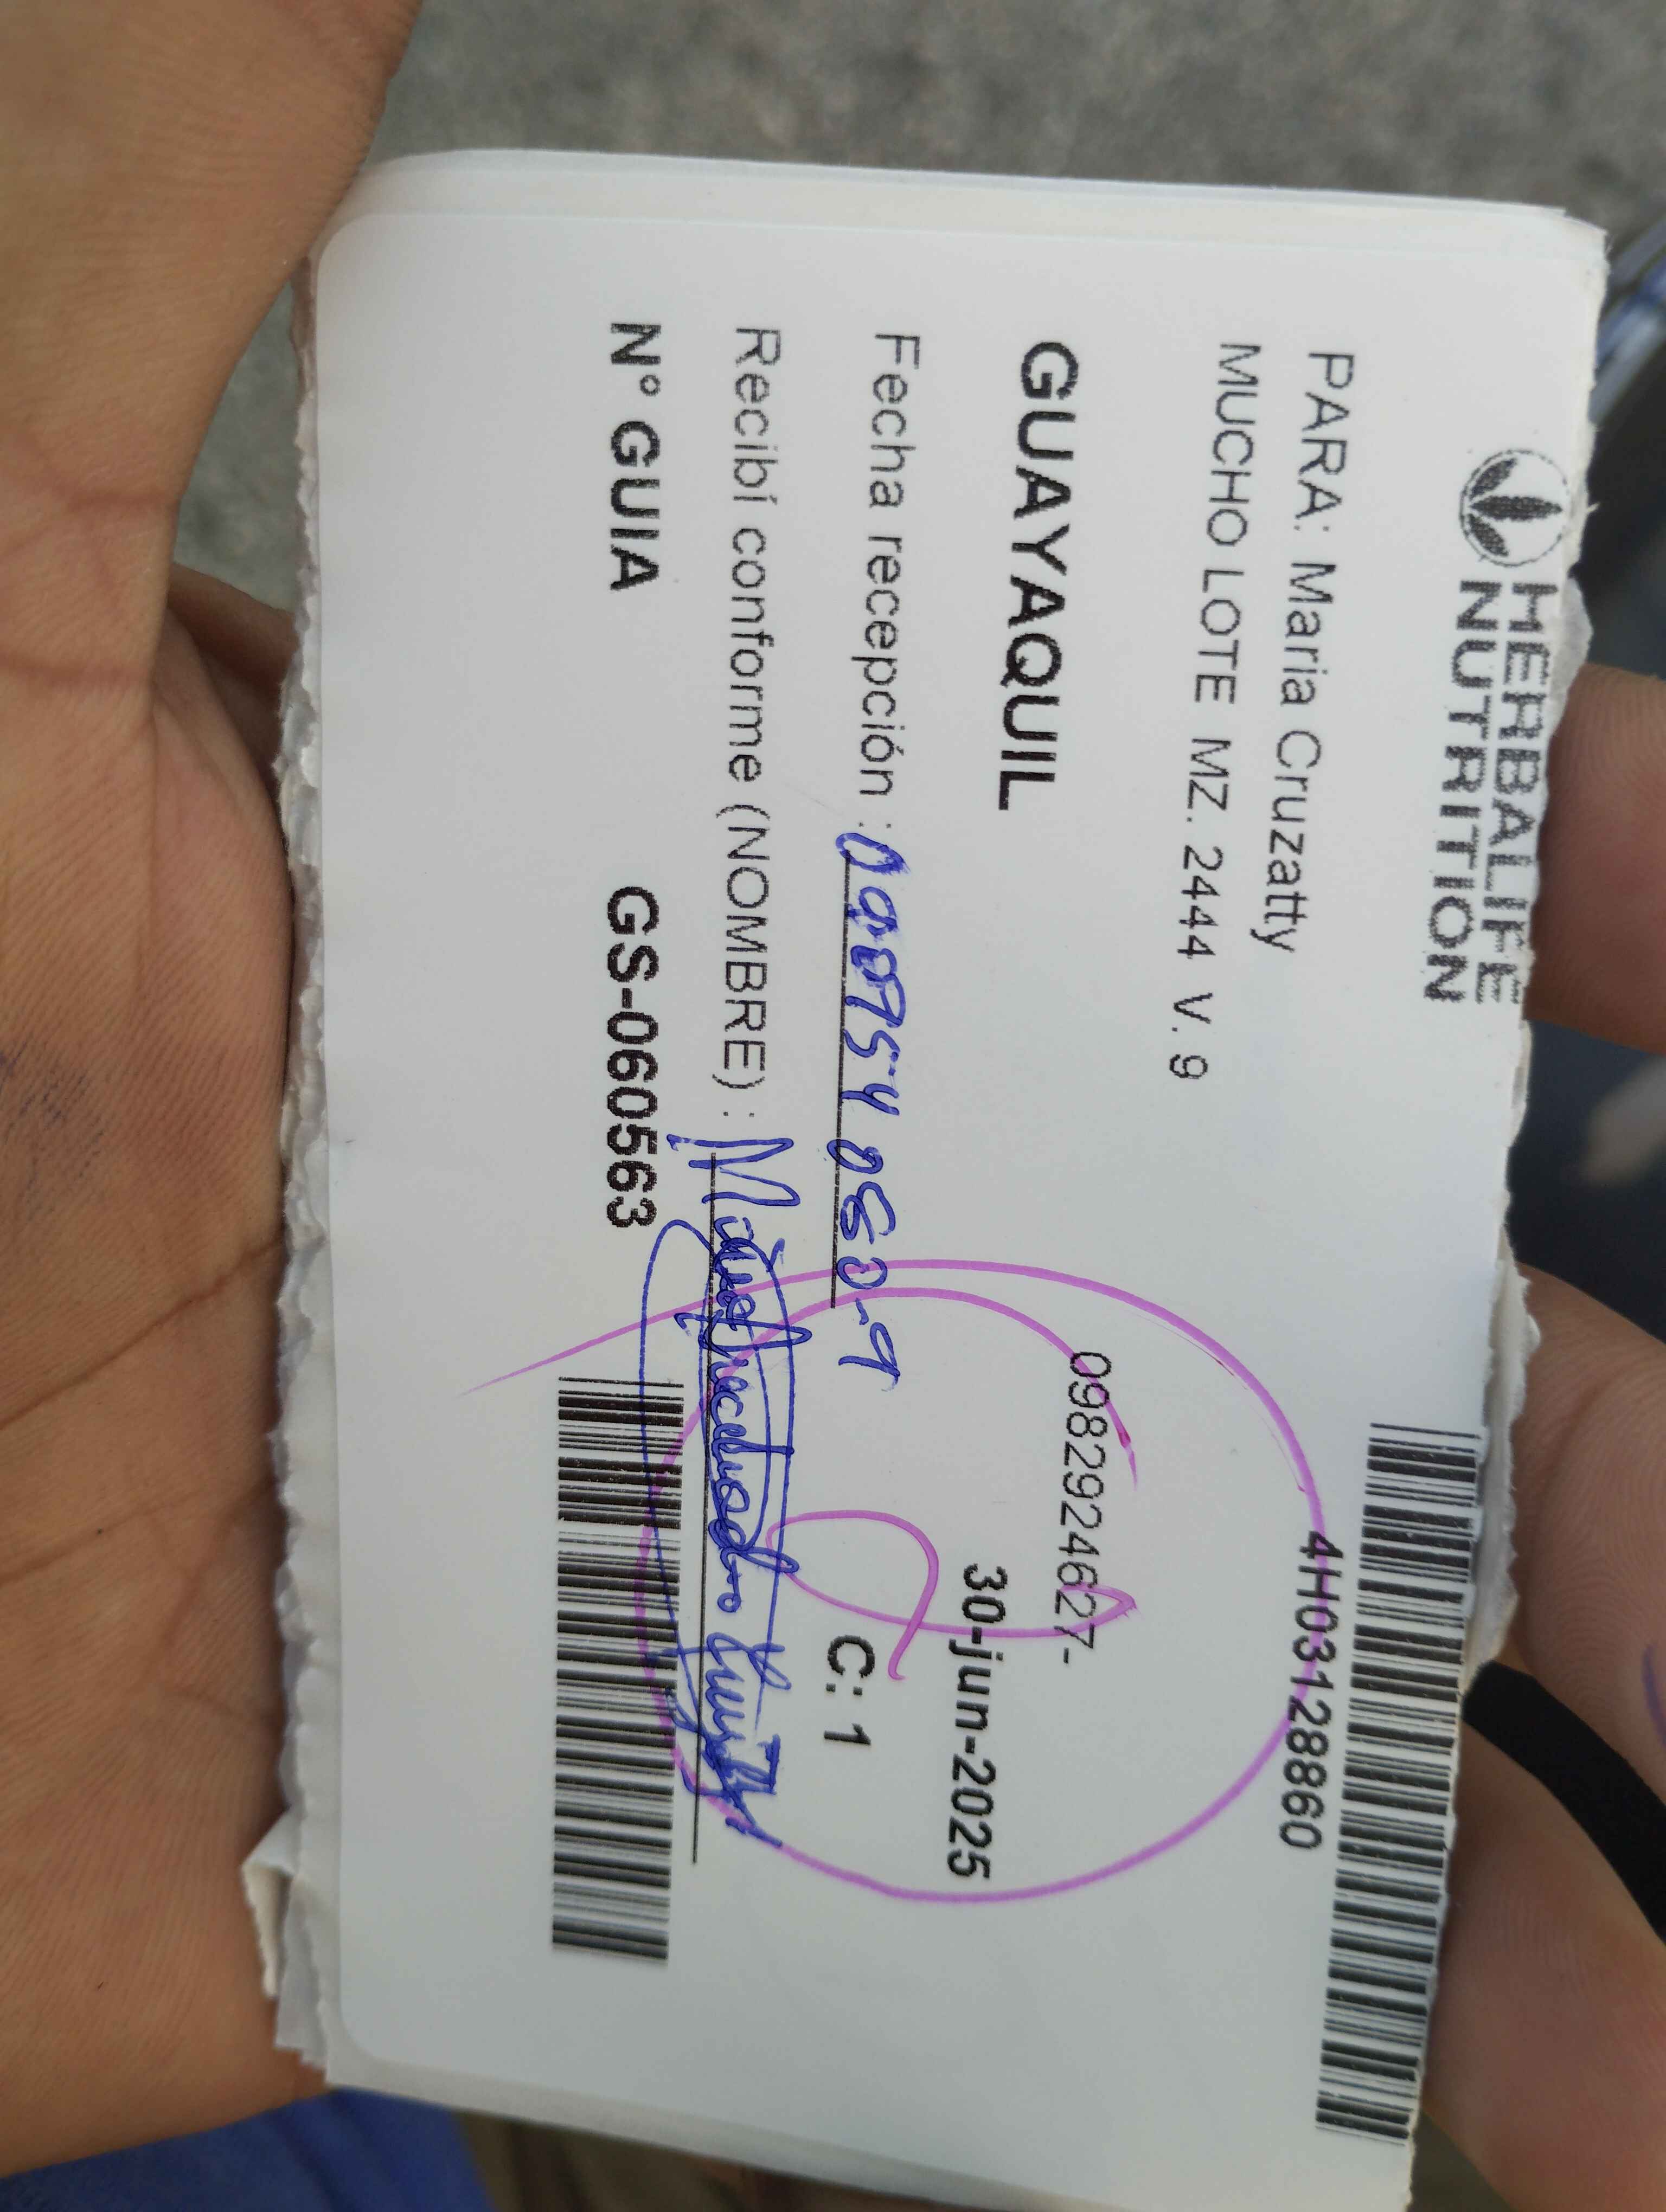 HERBALIFE
NUTRITION
4H03128860
PARA: Maria Cruzatty
MUCHO LOTE MZ. 2444 V. 9
0982924627-
GUAYAQUIL
30-jun-2025
Fecha recepción :
C: 1
Recibí conforme (NOMBRE) :
N° GUIA GS-060563